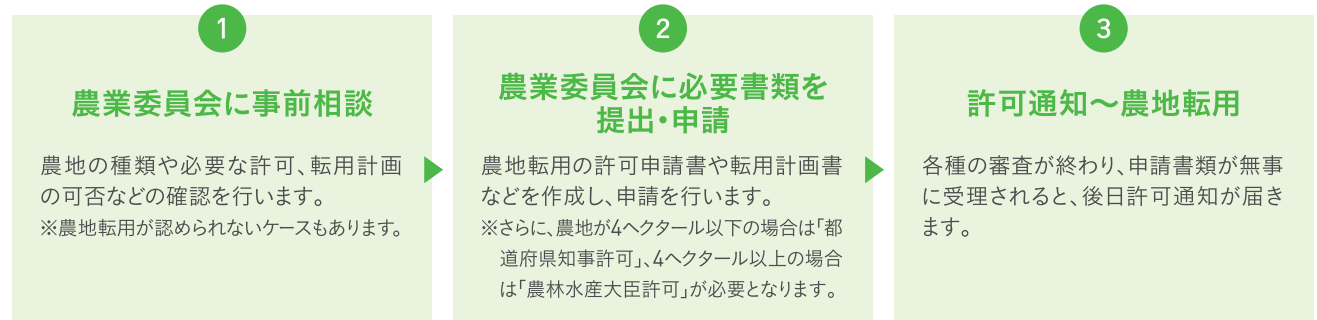 1
農業委員会に事前相談
農地の種類や必要な許可、転用計画
の可否などの確認を行います。
※農地転用が認められないケースもあります。
2
農業委員会に必要書類を
提出・申請
農地転用の許可申請書や転用計画書
などを作成し、申請を行います。
※さらに、農地が4ヘクタール以下の場合は「都
道府県知事許可」、4ヘクタール以上の場合
は「農林水産大臣許可」が必要となります。
3
許可通知〜農地転用
各種の審査が終わり、申請書類が無事
に受理されると、後日許可通知が届き
ます。